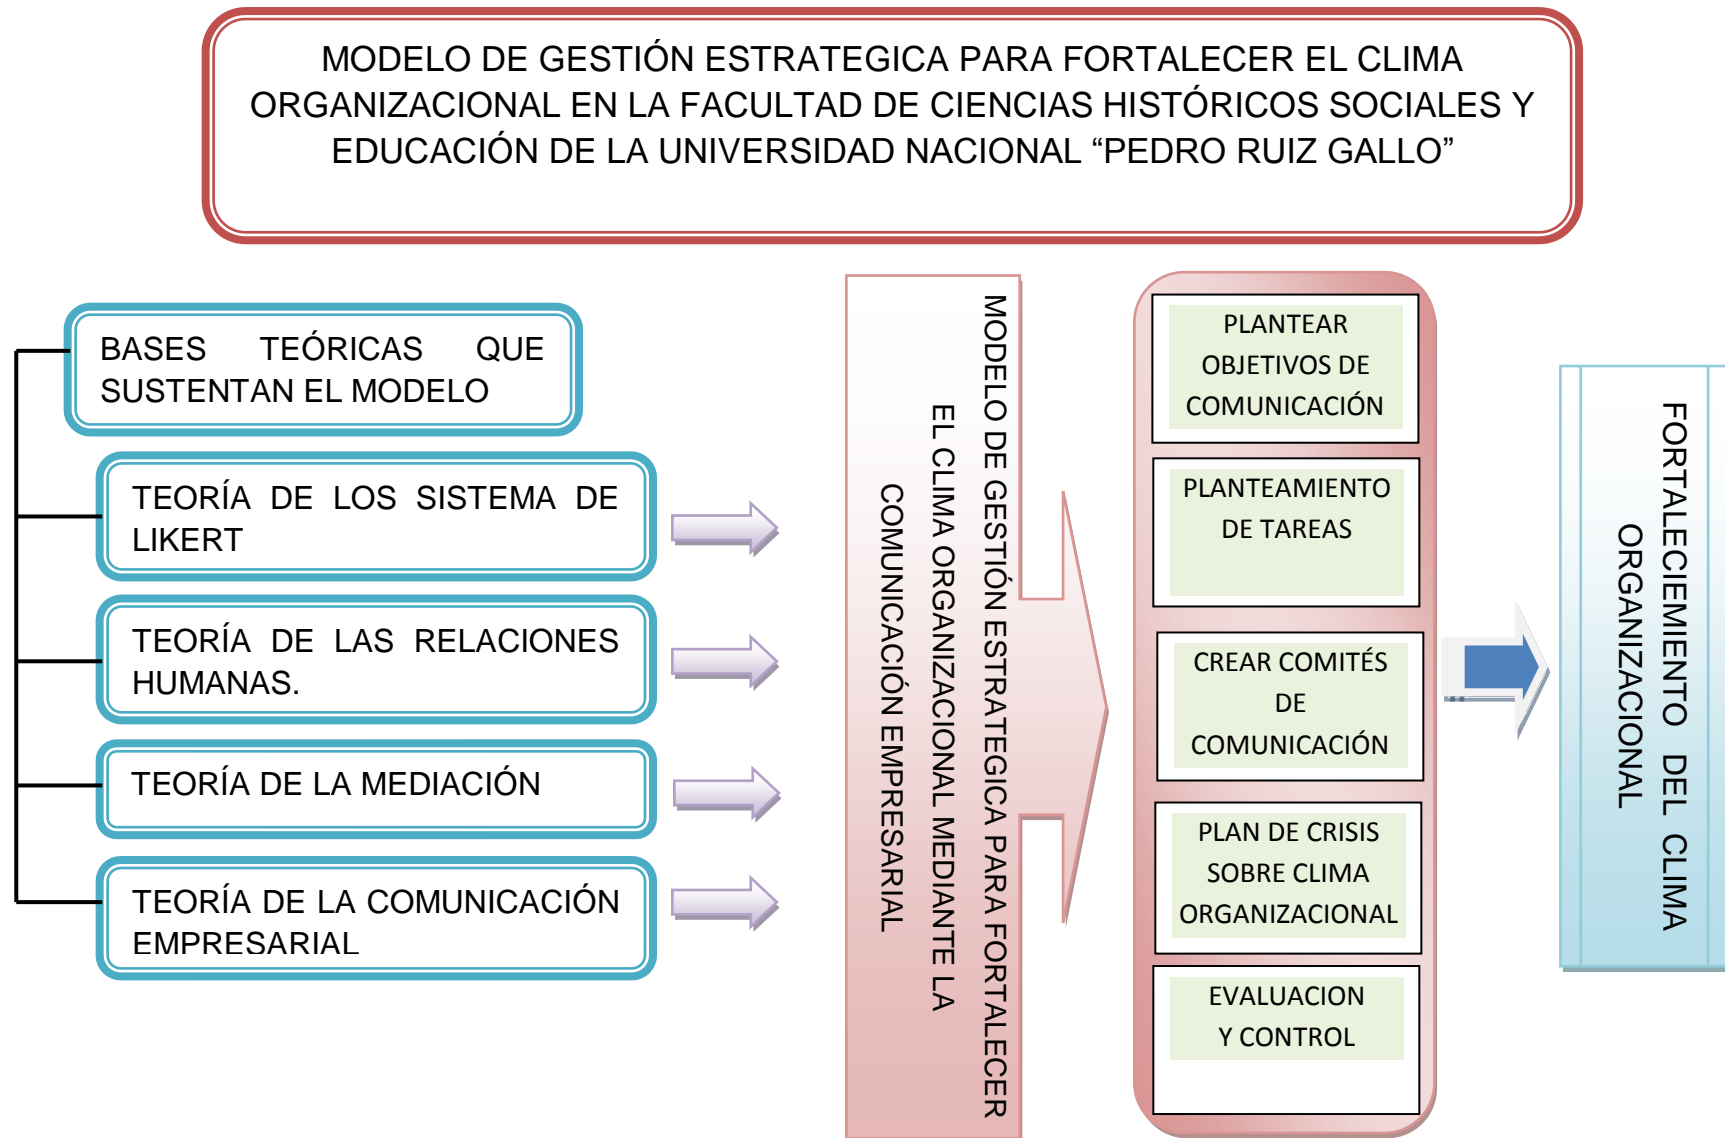 MODELO DE GESTIÓN ESTRATEGICA PARA FORTALECER EL CLIMA
ORGANIZACIONAL EN LA FACULTAD DE CIENCIAS HISTÓRICOS SOCIALES Y
EDUCACIÓN DE LA UNIVERSIDAD NACIONAL “PEDRO RUIZ GALLO”
BASES TEÓRICAS QUE
SUSTENTAN EL MODELO
TEORÍA DE LOS SISTEMA DE
LIKERT
TEORÍA DE LAS RELACIONES
HUMANAS.
TEORÍA DE LA MEDIACIÓN
TEORÍA DE LA COMUNICACIÓN
EMPRESARIAL
MODELO DE GESTIÓN ESTRATEGICA PARA FORTALECER
EL CLIMA ORGANIZACIONAL MEDIANTE LA
COMUNICACIÓN EMPRESARIAL
PLANTEAR
OBJETIVOS DE
COMUNICACIÓN
PLANTEAMIENTO
DE TAREAS
CREAR COMITÉS
DE
COMUNICACIÓN
PLAN DE CRISIS
SOBRE CLIMA
ORGANIZACIONAL
EVALUACION
Y CONTROL
FORTALECIEMIENTO DEL CLIMA
ORGANIZACIONAL